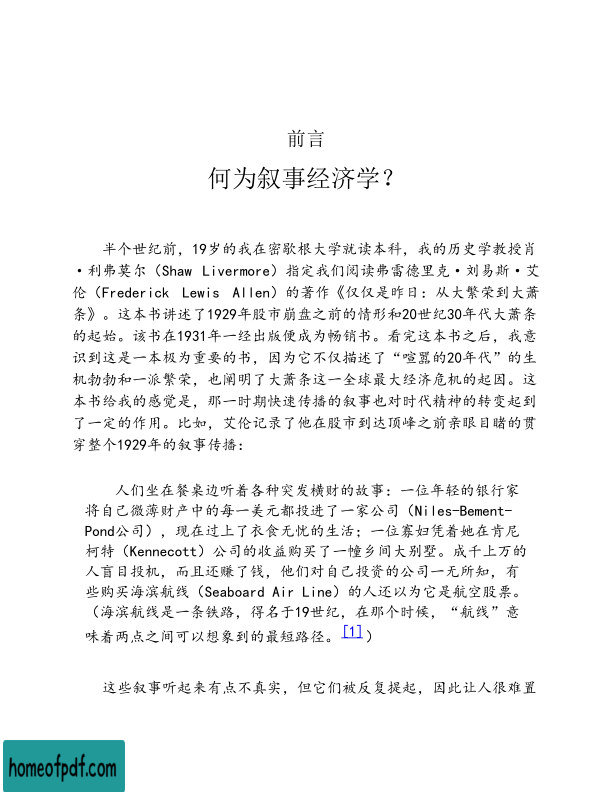 前言
何为叙事经济学？
半个世纪前，19岁的我在密歇根大学就读本科，我的历史学教授肖
·利弗莫尔（Shaw Livermore）指定我们阅读弗雷德里克·刘易斯·艾
伦（Frederick Lewis Allen）的著作《仅仅是昨日：从大繁荣到大萧
条》。这本书讲述了1929年股市崩盘之前的情形和20世纪30年代大萧条
的起始。该书在1931年一经出版便成为畅销书。看完这本书之后，我意
识到这是一本极为重要的书，因为它不仅描述了“喧嚣的20年代”的生
机勃勃和一派繁荣，也阐明了大萧条这一全球最大经济危机的起因。这
本书给我的感觉是，那一时期快速传播的叙事也对时代精神的转变起到
了一定的作用。比如，艾伦记录了他在股市到达顶峰之前亲眼目睹的贯
穿整个1929年的叙事传播：
人们坐在餐桌边听着各种突发横财的故事：一位年轻的银行家
将自己微薄财产中的每一美元都投进了一家公司（Niles-Bement-
Pond公司），现在过上了衣食无忧的生活；一位寡妇凭着她在肯尼
柯特（Kennecott）公司的收益购买了一幢乡间大别墅。成千上万的
人盲目投机，而且还赚了钱，他们对自己投资的公司一无所知，有
些购买海滨航线（Seaboard Air Line）的人还以为它是航空股票。
（海滨航线是一条铁路，得名于19世纪，在那个时候，“航线”意
味着两点之间可以想象到的最短路径。[1]）
这些叙事听起来有点不真实，但它们被反复提起，因此让人很难置
homeofpdf.com